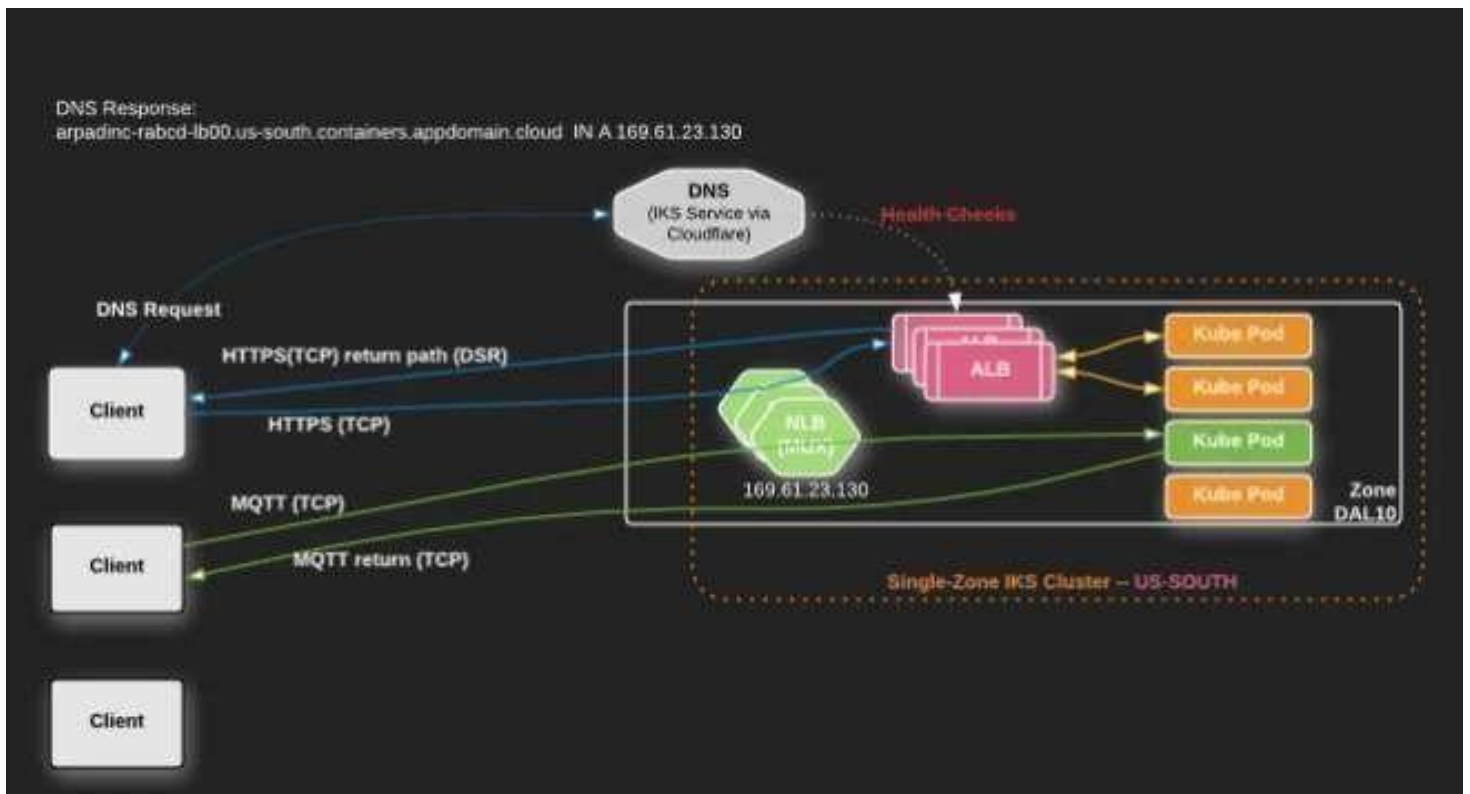 DNS Response:
arpadinc-rabcd-lb00.us-south.containers.appdomain.cloud IN A 169.61.23.130
DNS
(IKS Service via
Cloudflare)
Health Checks
DNS Request
HTTPS(TCP) return path (DSR)
Client
HTTPS (TCP)
ALB
ALB
Kube Pod
Kube Pod
Kube Pod
Kube Pod
NLB
(MUX)
169.61.23.130
Zone
DAL10
MQTT (TCP)
Client
MQTT return (TCP)
Single-Zone IKS Cluster – US-SOUTH
Client